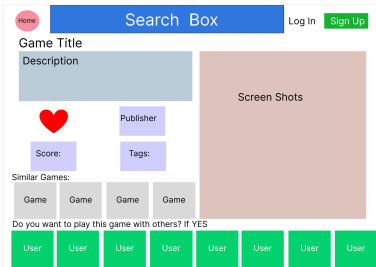 Home
Search Box
Log In
Sign Up
Game Title
Description
Screen Shots
Publisher
Score:
Tags:
Similar Games:
Game
Game
Game
Game
Do you want to play this game with others? If YES
User
User
User
User
User
User
User
User